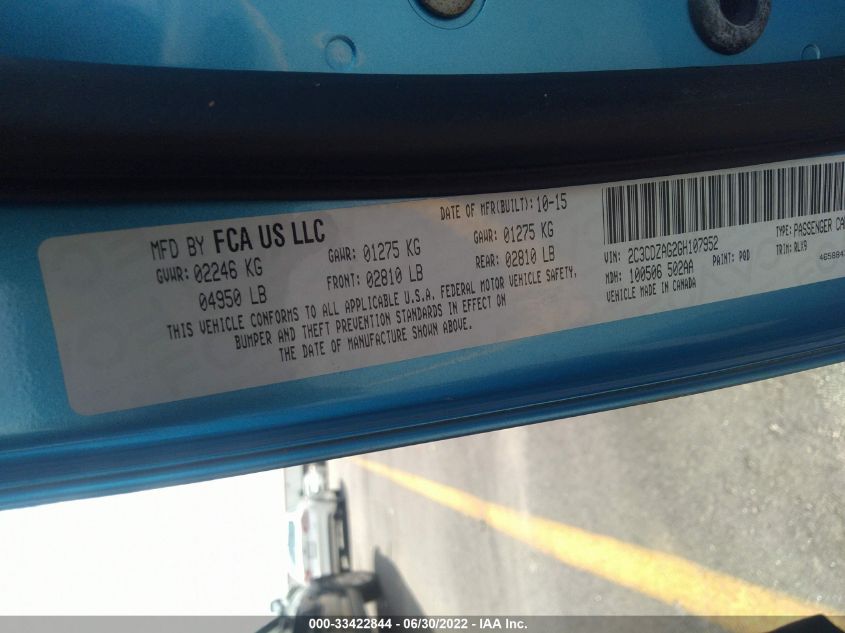 MFD BY FCA US LLC
DATE OF MFR(BUILT): 10-15
GVWR: 02246 KG
04950 LB
GAWR: 01275 KG
FRONT: 02810 LB
GAWR: 01275 KG
REAR: 02810 LB
THIS VEHICLE CONFORMS TO ALL APPLICABLE U.S.A. FEDERAL MOTOR VEHICLE SAFETY,
BUMPER AND THEFT PREVENTION STANDARDS IN EFFECT ON
THE DATE OF MANUFACTURE SHOWN ABOVE.
VIN: 2C3CDZAG2GH107952
TYPE: PASSENGER CAR
MDH: 100506 502AA
PAINT: PQD
TRIM: RLX9
VEHICLE MADE IN CANADA
000-33422844 - 06/30/2022 - IAA Inc.